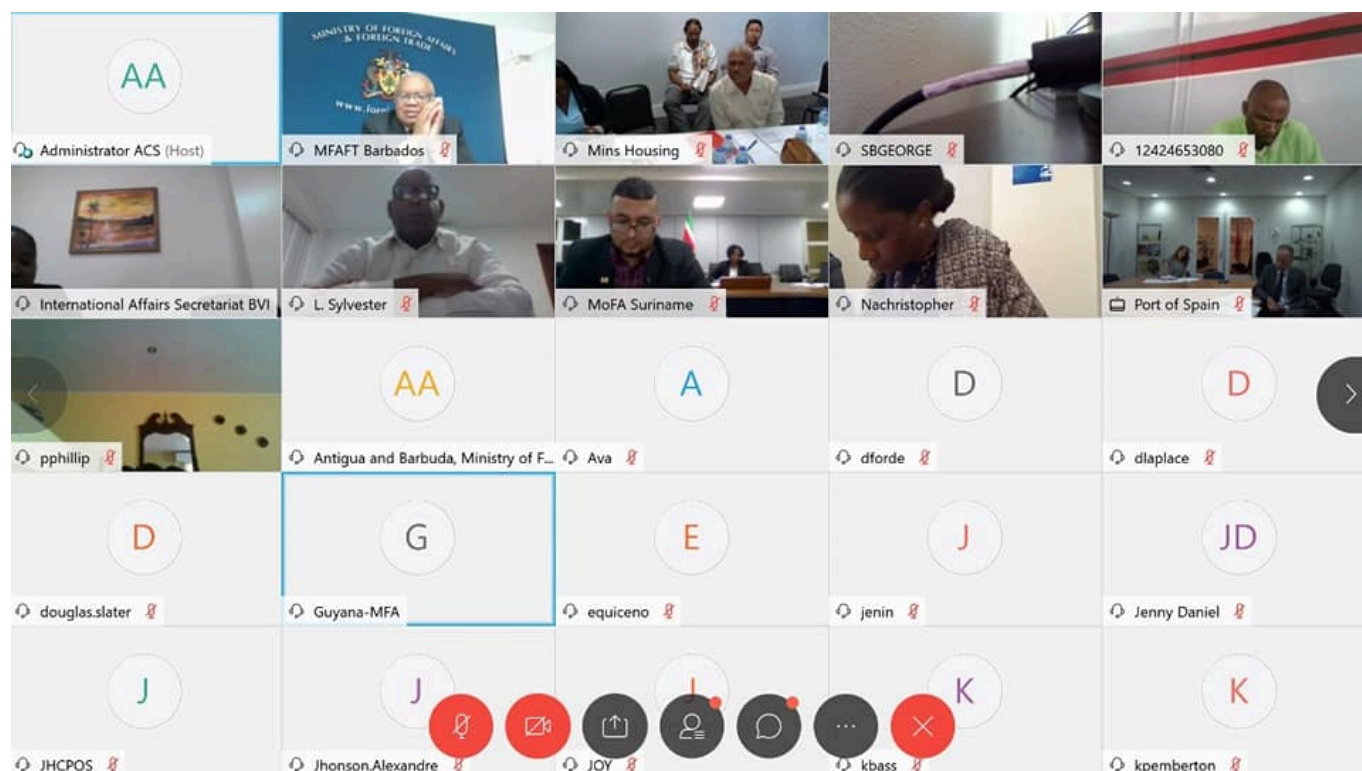 AA
Administrator ACS (Host)
MINISTRY OF FOREIGN AFFAIRS
& FOREIGN TRADE
MFAFT Barbados
Mins Housing
SBGEORGE
12424653080
International Affairs Secretariat BVI
L. Sylvester
MoFA Suriname
Nachristopher
Port of Spain
pphillip
AA
Antigua and Barbuda, Ministry of F...
A
Ava
D
dforde
D
dlaplace
D
douglas.slater
G
Guyana-MFA
E
equiceno
J
jenin
JD
Jenny Daniel
J
JHCPOS
J
Jhonson.Alexandre
J
JOY
K
kbass
K
kpemberton